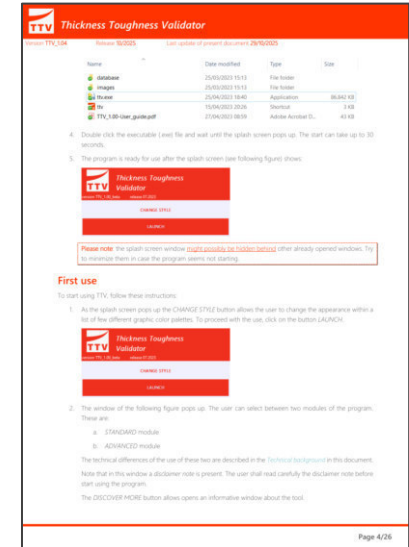 TTV
Thickness Toughness Validator
Version TTV_1.04 Release 10/2025 Last update of present document 29/10/2025
Name Date modified Type Size
database 25/03/2023 15:13 File folder
images 25/03/2023 15:13 File folder
ttv.exe 25/04/2023 18:40 Application KB
ttv 15/04/2023 20:26 Shortcut 3 KB
TTV_1.00-User_guide.pdf 27/04/2023 08:59 Adobe Acrobat D... 43 KB
4. Double click the executable (.exe) file and wait until the splash screen pops up. The start can take up to 30
seconds.
5. The program is ready for use after the splash screen (see following figure) shows:
TTV
Thickness Toughness
Validator
CHANGE STYLE
LAUNCH
Please note: the splash screen window might possibly be hidden behind other already opened windows. Try
to minimize them in case the program seems not starting.
First use
To start using TTV, follow these instructions:
1. As the splash screen pops up the CHANGE STYLE button allows the user to change the appearance within a
list of few different graphic color palettes. To proceed with the use, click on the button LAUNCH.
TTV
Thickness Toughness
Validator
CHANGE STYLE
LAUNCH
2. The window of the following figure pops up. The user can select between two modules of the program.
These are:
a. STANDARD module
b. ADVANCED module
The technical differences of the use of these two are described in the Technical background in this document.
Note that in this window a disclaimer note is present. The user shall read carefully the disclaimer note before
start using the program.
The DISCOVER MORE button allows opens an informative window about the tool.
Page 4/26